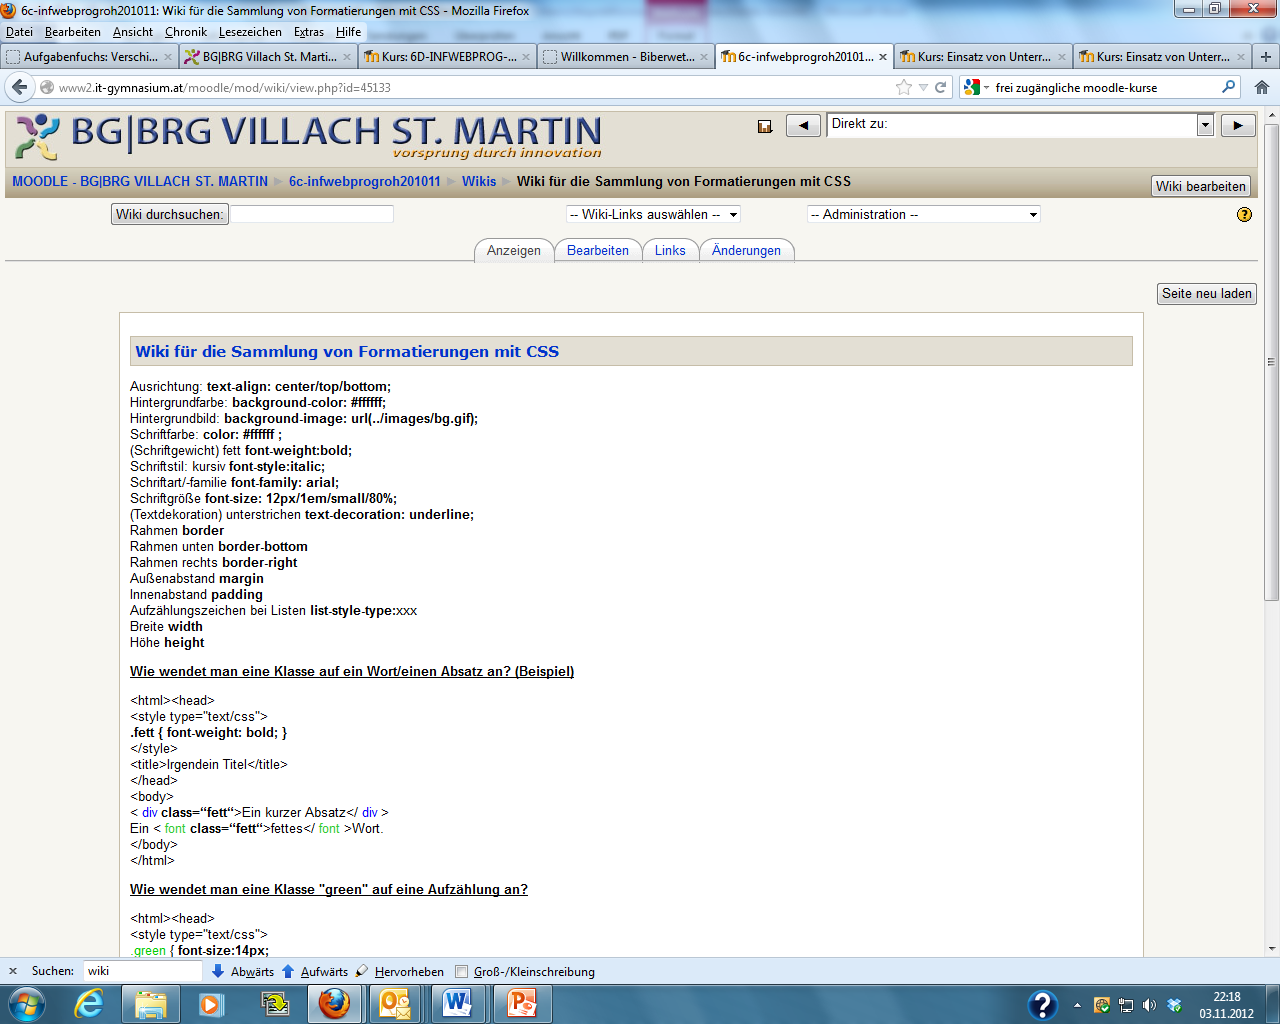 6c-infwebprogroh201011: Wiki für die Sammlung von Formatierungen mit CSS - Mozilla Firefox
Datei Bearbeiten Ansicht Chronik Lesezeichen Extras Hilfe
Aufgabenfuchs: Verschi... × BG|BRG Villach St. Marti... × Kurs: 6D-INFWEBPROG-... × Willkommen - Biberwet... × 6c-infwebprogroh20101... × Kurs: Einsatz von Unterr... × Kurs: Einsatz von Unterr... × +
www2.it-gymnasium.at/moodle/mod/wiki/view.php?id=45133 frei zugängliche moodle-kurse
BG|BRG VILLACH ST. MARTIN
vorsprung durch innovation
Direkt zu:
MOODLE - BG|BRG VILLACH ST. MARTIN ► 6c-infwebprogroh201011 ► Wikis ► Wiki für die Sammlung von Formatierungen mit CSS
Wiki bearbeiten
Wiki durchsuchen: -- Wiki-Links auswählen -- -- Administration -- ?
Anzeigen Bearbeiten Links Änderungen
Seite neu laden
Wiki für die Sammlung von Formatierungen mit CSS
Ausrichtung: text-align: center/top/bottom;
Hintergrundfarbe: background-color: #ffffff;
Hintergrundbild: background-image: url(../images/bg.gif);
Schriftfarbe: color: #ffffff ;
(Schriftgewicht) fett font-weight:bold;
Schriftstil: kursiv font-style:italic;
Schriftart/-familie font-family: arial;
Schriftgröße font-size: 12px/1em/small/80%;
(Textdekoration) unterstrichen text-decoration: underline;
Rahmen border
Rahmen unten border-bottom
Rahmen rechts border-right
Außenabstand margin
Innenabstand padding
Aufzählungszeichen bei Listen list-style-type:xxx
Breite width
Höhe height
Wie wendet man eine Klasse auf ein Wort/einen Absatz an? (Beispiel)
<html><head>
<style type="text/css">
.fett { font-weight: bold; }
</style>
<title>Irgendein Titel</title>
</head>
<body>
< div class=“fett“>Ein kurzer Absatz</ div >
Ein < font class=“fett“>fettes</ font >Wort.
</body>
</html>
Wie wendet man eine Klasse "green" auf eine Aufzählung an?
<html><head>
<style type="text/css">
.green { font-size:14px;
× Suchen: wiki Abwärts Aufwärts Hervorheben Groß-/Kleinschreibung
22:18
03.11.2012